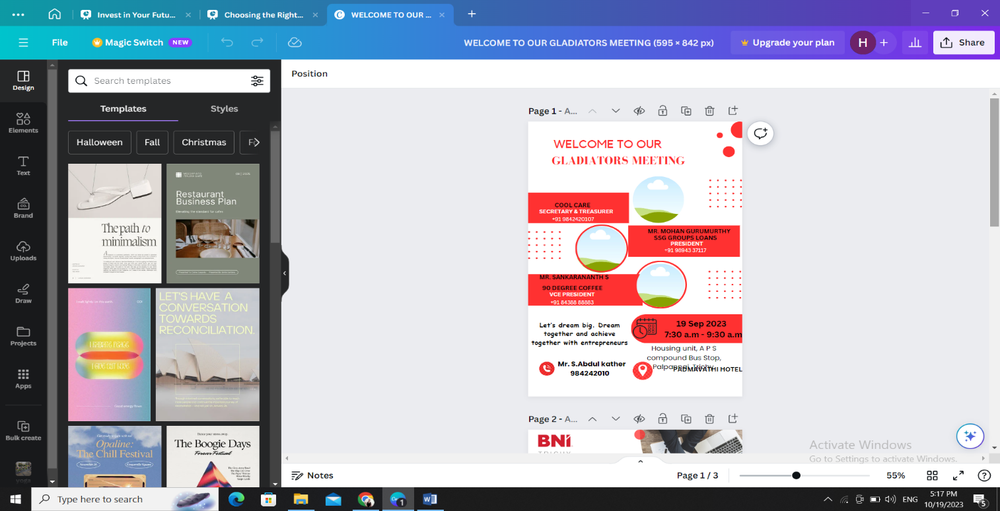 Invest in Your Futu...
Choosing the Right...
WELCOME TO OUR ...
File
Magic Switch
NEW
WELCOME TO OUR GLADIATORS MEETING (595 × 842 px)
Upgrade your plan
H
Share
Design
Elements
Text
Brand
Uploads
Draw
Projects
Apps
Bulk create
yoga
Search templates
Templates
Styles
Halloween
Fall
Christmas
The path to
minimalism
Restaurant
Business Plan
LET'S HAVE A
CONVERSATION
TOWARDS
RECONCILIATION.
Opaline:
The Chill Festival
The Boogie Days
Forever Festival
Position
Page 1 - A...
WELCOME TO OUR
GLADIATORS MEETING
COOL CARE
SECRETARY & TREASURER
+91 9842420107
MR. MOHAN GURUMURTHY
SSG GROUPS LOANS
PRESIDENT
+91 98943 37117
MR. SANKARANANTH S
90 DEGREE COFFEE
VCE PRESIDENT
+91 84388 88883
Let's dream big. Dream
together and achieve
together with entrepreneurs
19 Sep 2023
7:30 a.m - 9:30 a.m
Housing unit, A P S
compound Bus Stop,
Palpannai, Trichy
PADMAVATHI HOTEL
Mr. S.Abdul kather
984242010
Page 2 - A...
BNI
Activate Windows
Go to Settings to activate Windows.
Notes
Page 1 / 3
55%
Type here to search
ENG
5:17 PM
10/19/2023
5